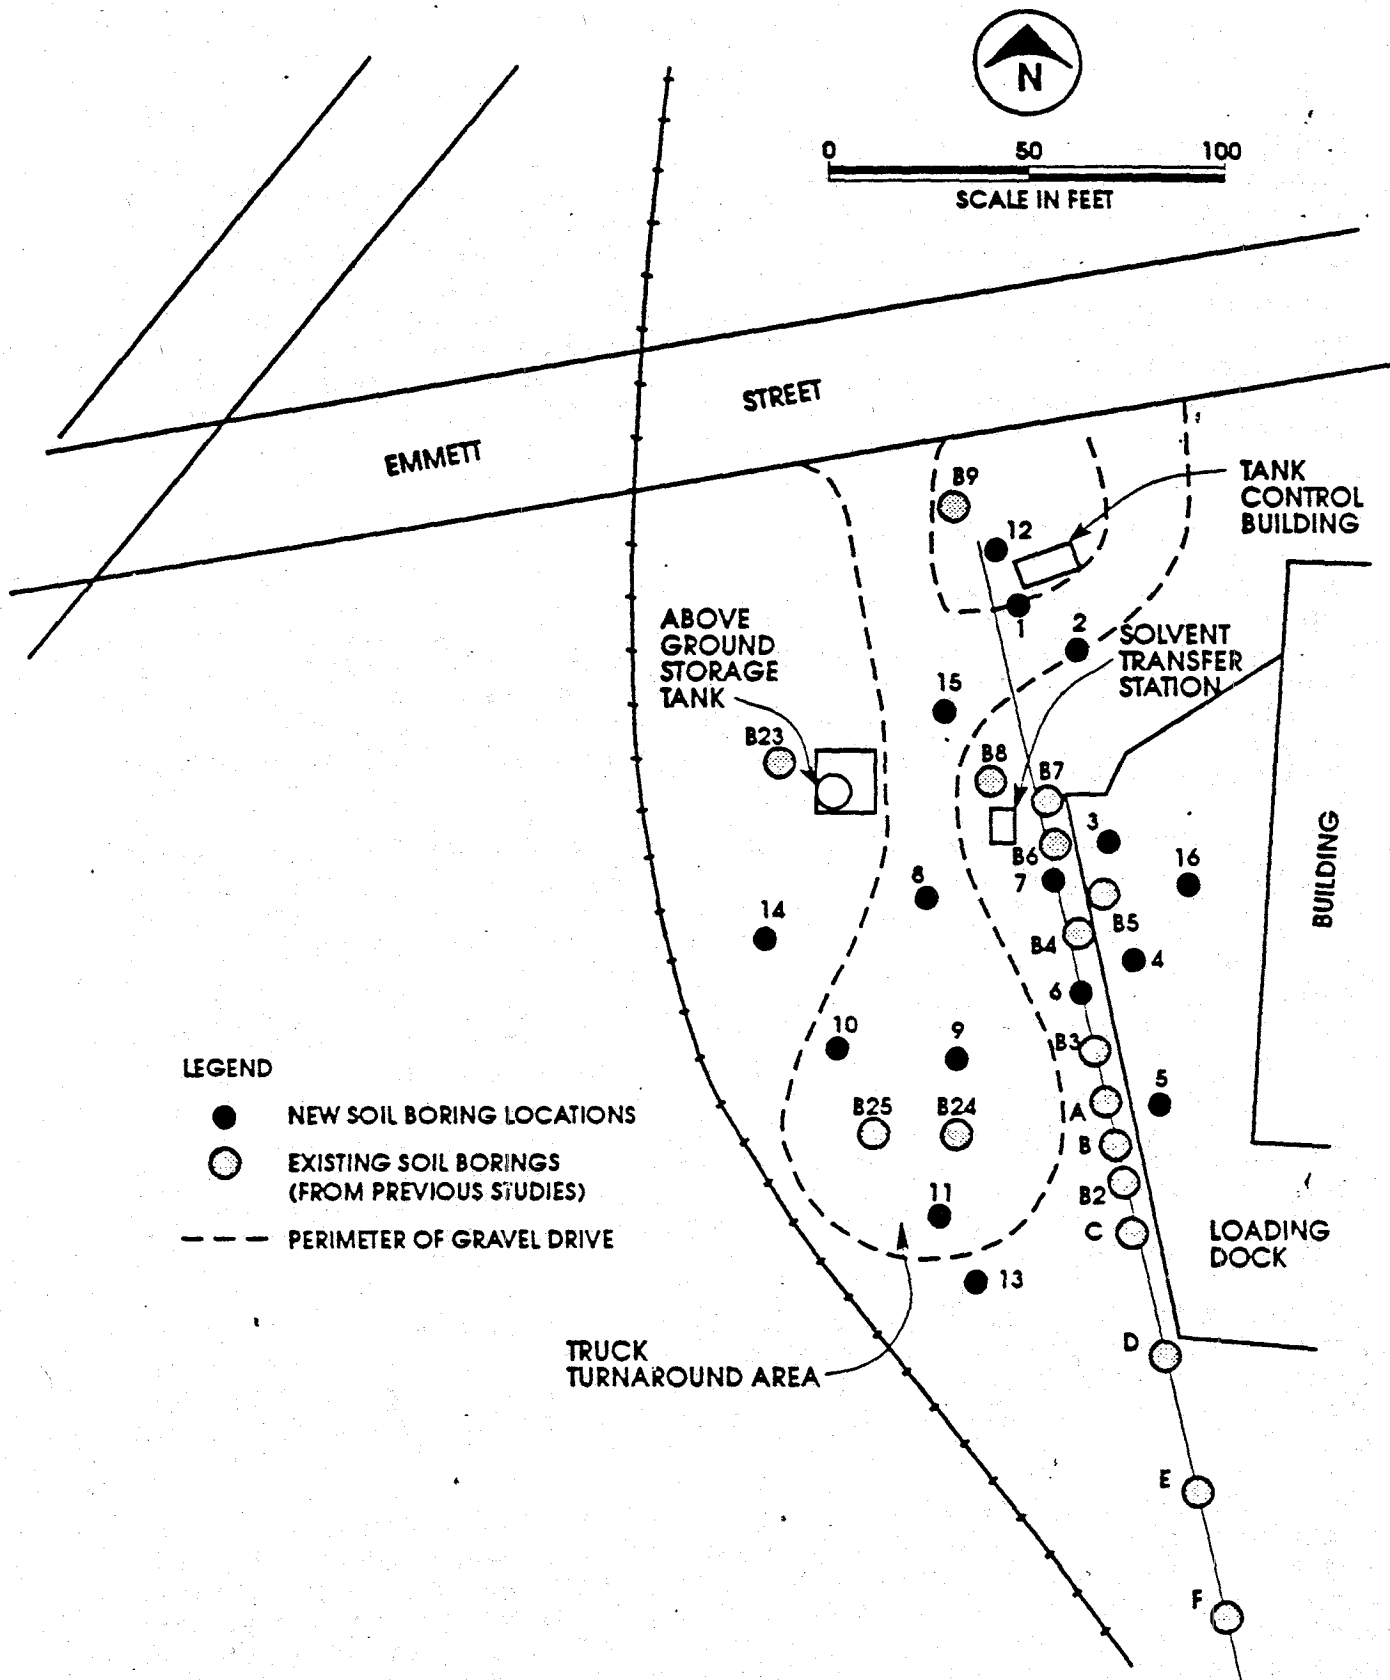 N
0 50 100
SCALE IN FEET
STREET
EMMETT
B9
TANK
CONTROL
BUILDING
12
1
2
ABOVE
GROUND
STORAGE
TANK
SOLVENT
TRANSFER
STATION
15
B23
B8
B7
3
B6
16
7
8
BUILDING
B5
14
B4
4
6
10
9
B3
LEGEND
5
NEW SOIL BORING LOCATIONS
B25
B24
A
B
EXISTING SOIL BORINGS
(FROM PREVIOUS STUDIES)
11
B2
PERIMETER OF GRAVEL DRIVE
C
LOADING
DOCK
13
TRUCK
TURNAROUND AREA
D
E
F